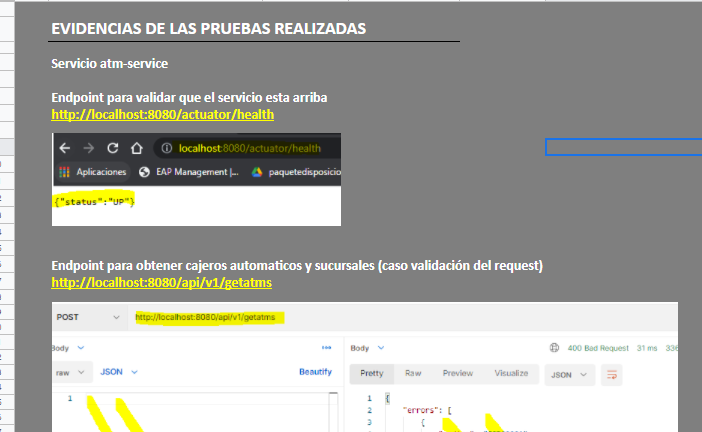 EVIDENCIAS DE LAS PRUEBAS REALIZADAS
Servicio atm-service
Endpoint para validar que el servicio esta arriba
http://localhost:8080/actuator/health
localhost:8080/actuator/health
Aplicaciones EAP Management |... paquetedisposicio
{"status":"UP"}
Endpoint para obtener cajeros automaticos y sucursales (caso validación del request)
http://localhost:8080/api/v1/getatms
POST http://localhost:8080/api/v1/getatms
Body Body 400 Bad Request 31 ms
raw JSON Beautify Pretty Raw Preview Visualize JSON
1 1 {
2 "errors": [
3 {